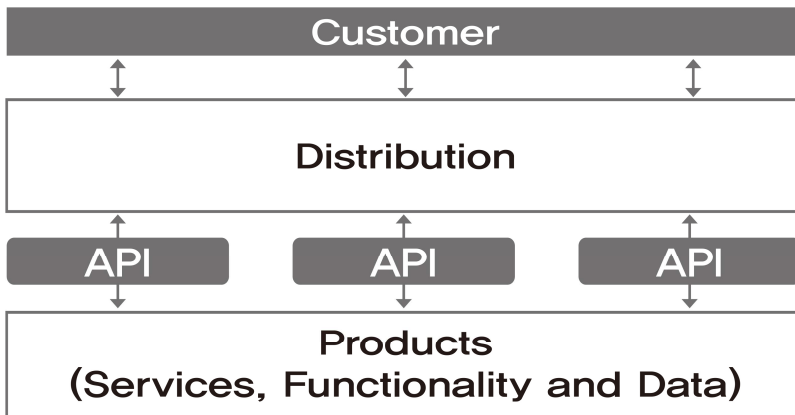 Customer
Distribution
API API API
Products
(Services, Functionality and Data)